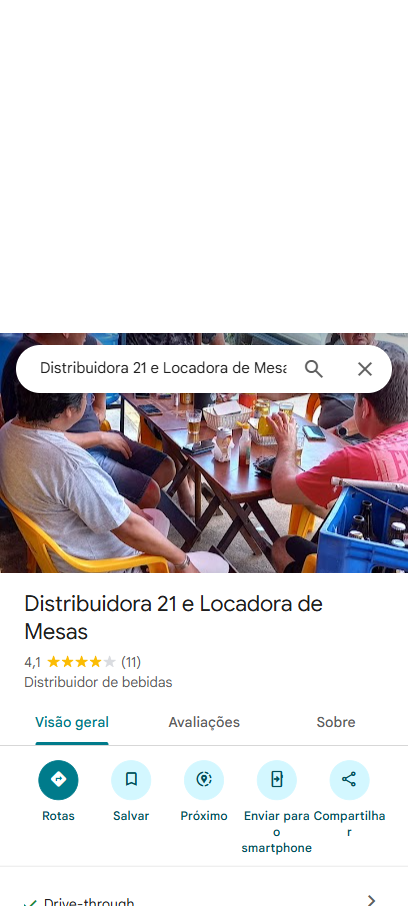 Distribuidora 21 e Locadora de Mesa
Distribuidora 21 e Locadora de
Mesas
4,1 (11)
Distribuidor de bebidas
Visão geral Avaliações Sobre
Rotas Salvar Próximo Enviar para o smartphone Compartilhar
Drive-through